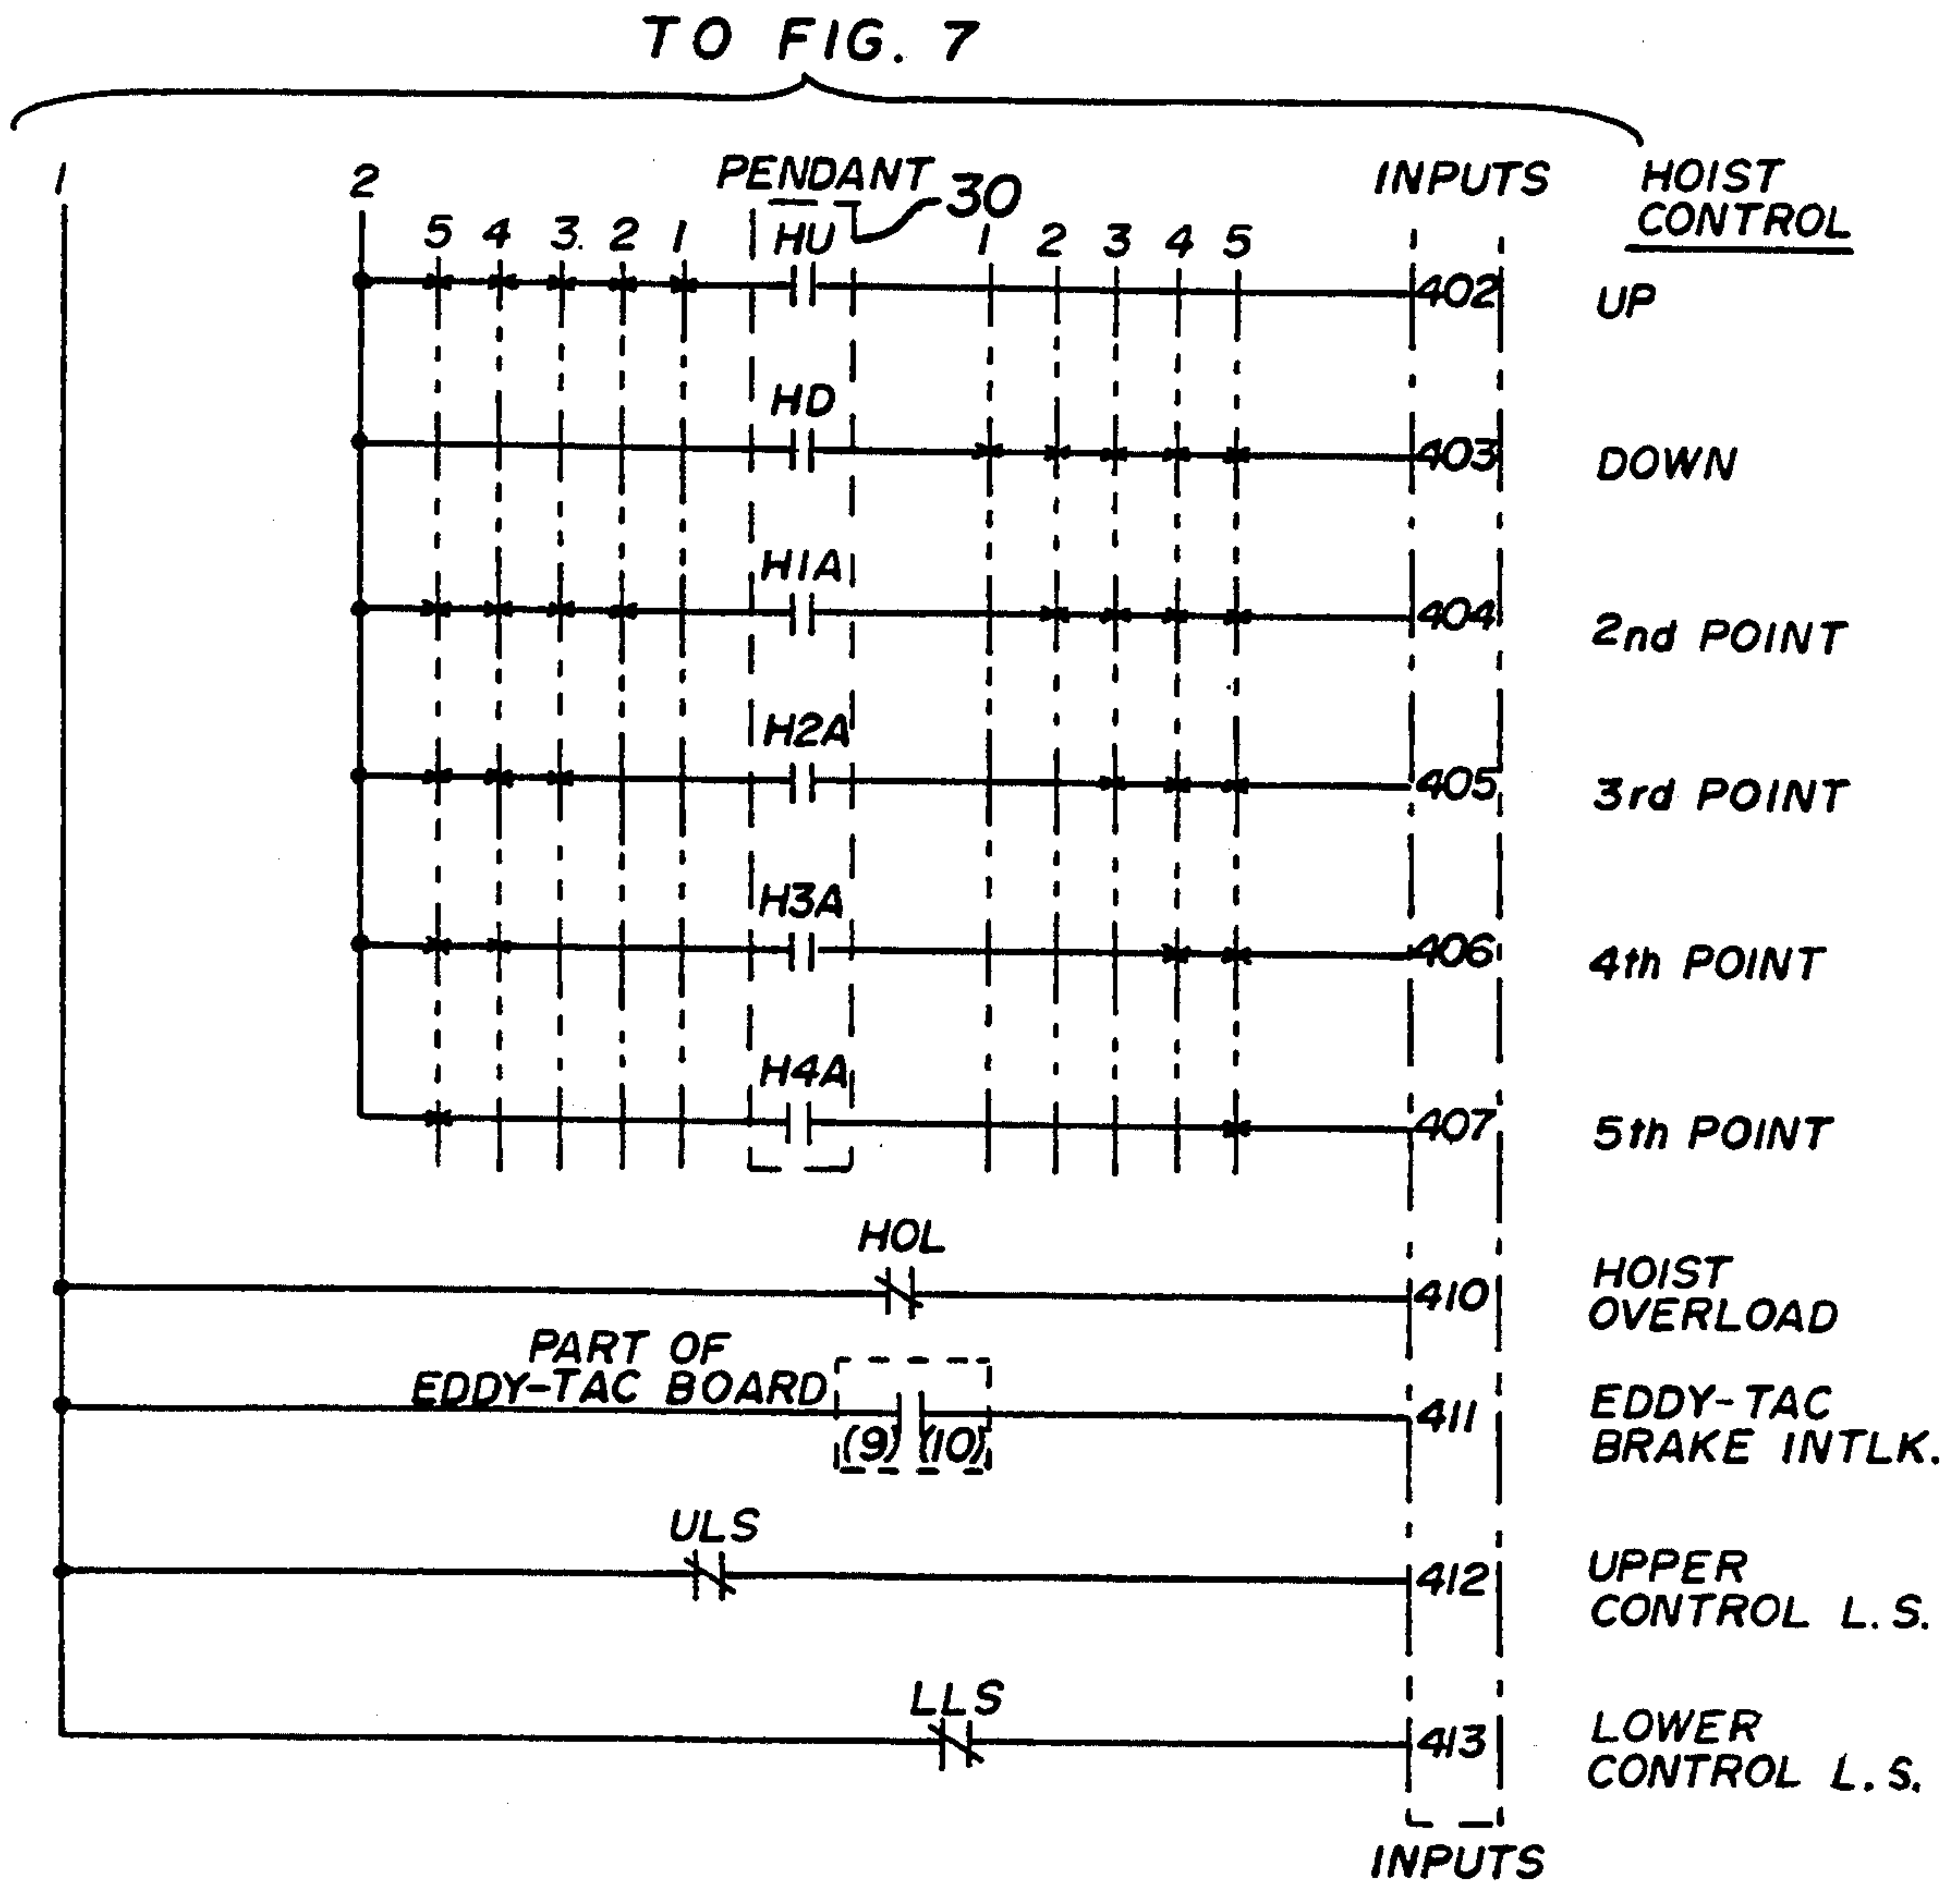 TO FIG. 7
1 2 PENDANT 30 INPUTS HOIST
CONTROL
5 4 3 2 1 HU 1 2 3 4 5
402 UP
HD
403 DOWN
H1A
404 2nd POINT
H2A
405 3rd POINT
H3A
406 4th POINT
H4A
407 5th POINT
HOL
410 HOIST
OVERLOAD
PART OF
EDDY-TAC BOARD
(9) (10)
411 EDDY-TAC
BRAKE INTLK.
ULS
412 UPPER
CONTROL L.S.
LLS
413 LOWER
CONTROL L.S.
INPUTS